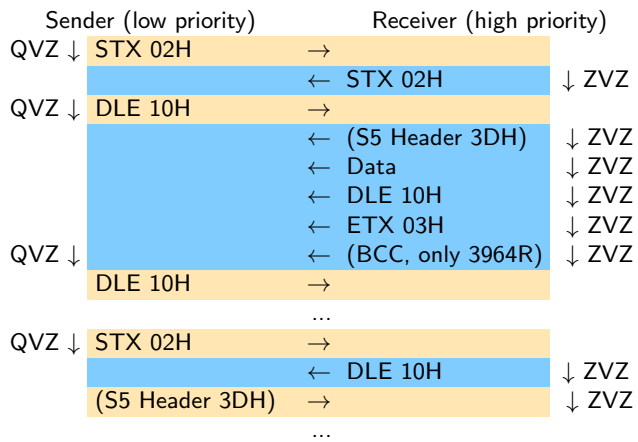 Sender (low priority) Receiver (high priority)
QVZ ↓ STX 02H →
← STX 02H ↓ ZVZ
QVZ ↓ DLE 10H →
← (S5 Header 3DH) ↓ ZVZ
← Data ↓ ZVZ
← DLE 10H ↓ ZVZ
← ETX 03H ↓ ZVZ
QVZ ↓ ← (BCC, only 3964R) ↓ ZVZ
DLE 10H →
...
QVZ ↓ STX 02H →
← DLE 10H ↓ ZVZ
(S5 Header 3DH) → ↓ ZVZ
...